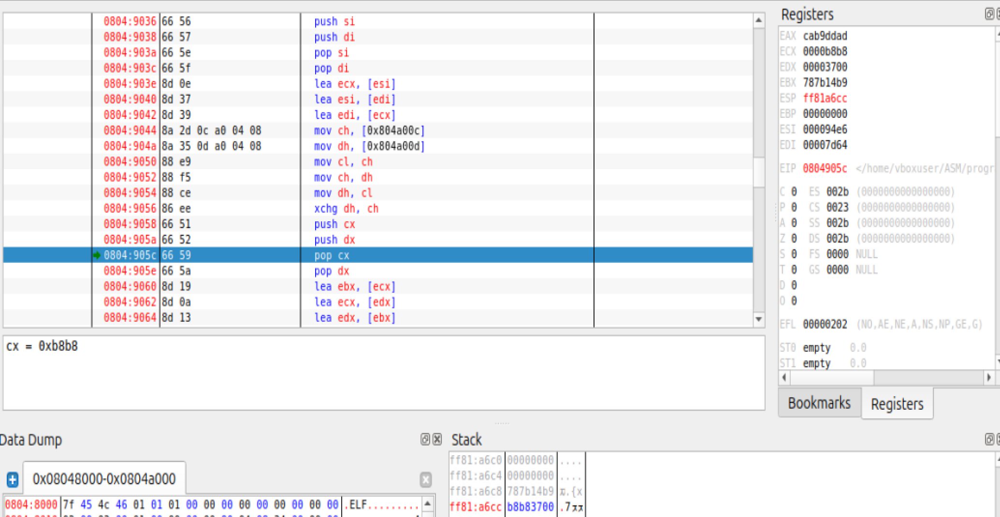 0804:9036 66 56 push si
0804:9038 66 57 push di
0804:903a 66 5e pop si
0804:903c 66 5f pop di
0804:903e 8d 0e lea ecx, [esi]
0804:9040 8d 37 lea esi, [edi]
0804:9042 8d 39 lea edi, [ecx]
0804:9044 8a 2d 0c a0 04 08 mov ch, [0x804a00c]
0804:904a 8a 35 0d a0 04 08 mov dh, [0x804a00d]
0804:9050 88 e9 mov cl, ch
0804:9052 88 f5 mov ch, dh
0804:9054 88 ce mov dh, cl
0804:9056 86 ee xchg dh, ch
0804:9058 66 51 push cx
0804:905a 66 52 push dx
0804:905c 66 59 pop cx
0804:905e 66 5a pop dx
0804:9060 8d 19 lea ebx, [ecx]
0804:9062 8d 0a lea ecx, [edx]
0804:9064 8d 13 lea edx, [ebx]
cx = 0xb8b8
Registers
EAX cab9ddad
ECX 0000b8b8
EDX 00003700
EBX 787b14b9
ESP ff81a6cc
EBP 00000000
ESI 000094e6
EDI 00007d64
EIP 0804905c </home/vboxuser/ASM/progr
C 0 ES 002b (0000000000000000)
P 0 CS 0023 (0000000000000000)
A 0 SS 002b (0000000000000000)
Z 0 DS 002b (0000000000000000)
S 0 FS 0000 NULL
T 0 GS 0000 NULL
D 0
O 0
EFL 00000202 (NO,AE,NE,A,NS,NP,GE,G)
ST0 empty 0.0
ST1 empty 0.0
Bookmarks Registers
Data Dump
0x08048000-0x0804a000
0804:8000 7f 45 4c 46 01 01 01 00 00 00 00 00 00 00 00 00 .ELF.........
Stack
ff81:a6c0 00000000 ....
ff81:a6c4 00000000 ....
ff81:a6c8 787b14b9 .{x
ff81:a6cc b8b83700 .7